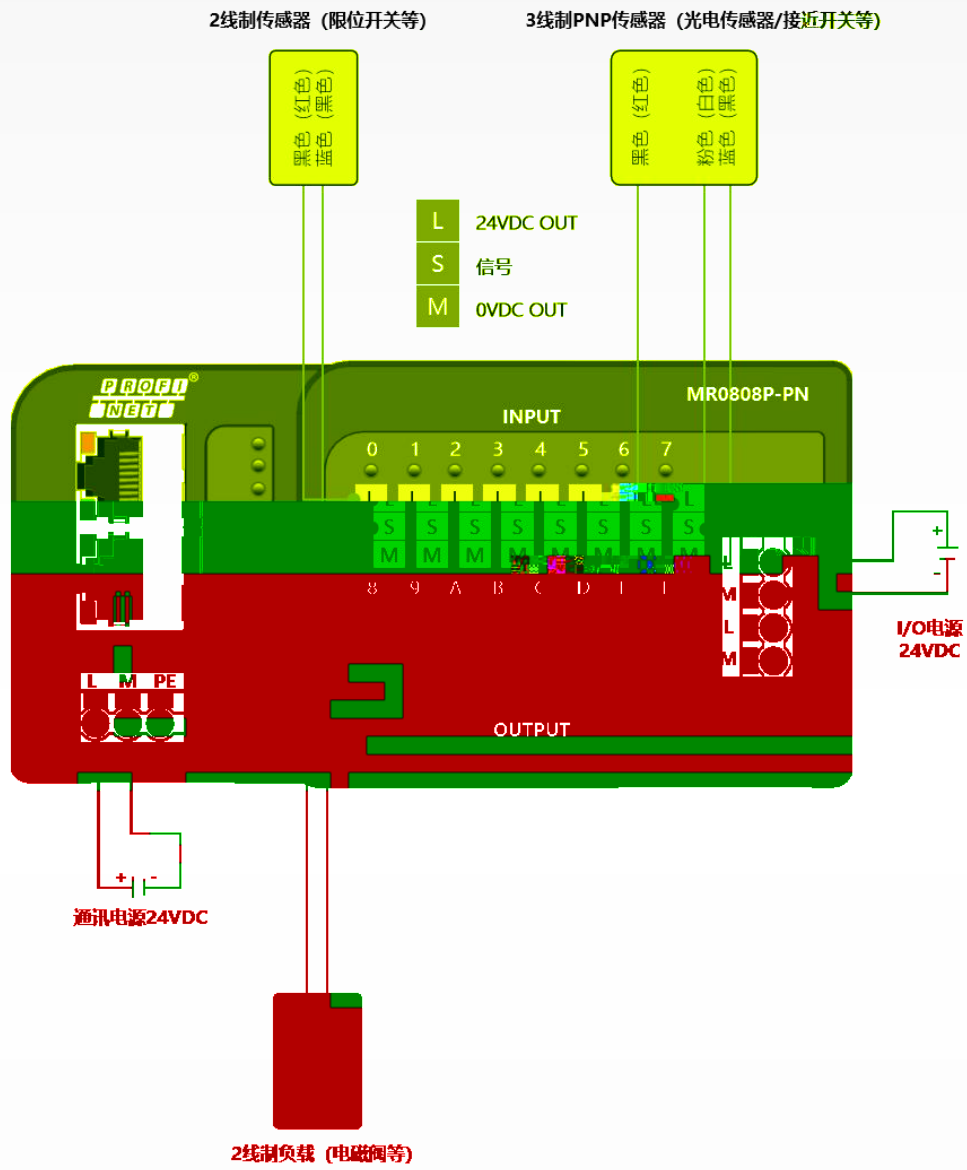 2线制传感器（限位开关等）
3线制PNP传感器（光电传感器/接近开关等）
黑色（红色）
蓝色（黑色）
黑色（红色）
粉色（白色）
蓝色（黑色）
L 24VDC OUT
S 信号
M 0VDC OUT
PROFI®
NET
MR0808P-PN
INPUT
0 1 2 3 4 5 6 7
S S S S S S S S
M M M M M M M M
8 9 A B C D
L
M
L
M
+
-
I/O电源
24VDC
L M PE
OUTPUT
+ -
通讯电源24VDC
2线制负载（电磁阀等）